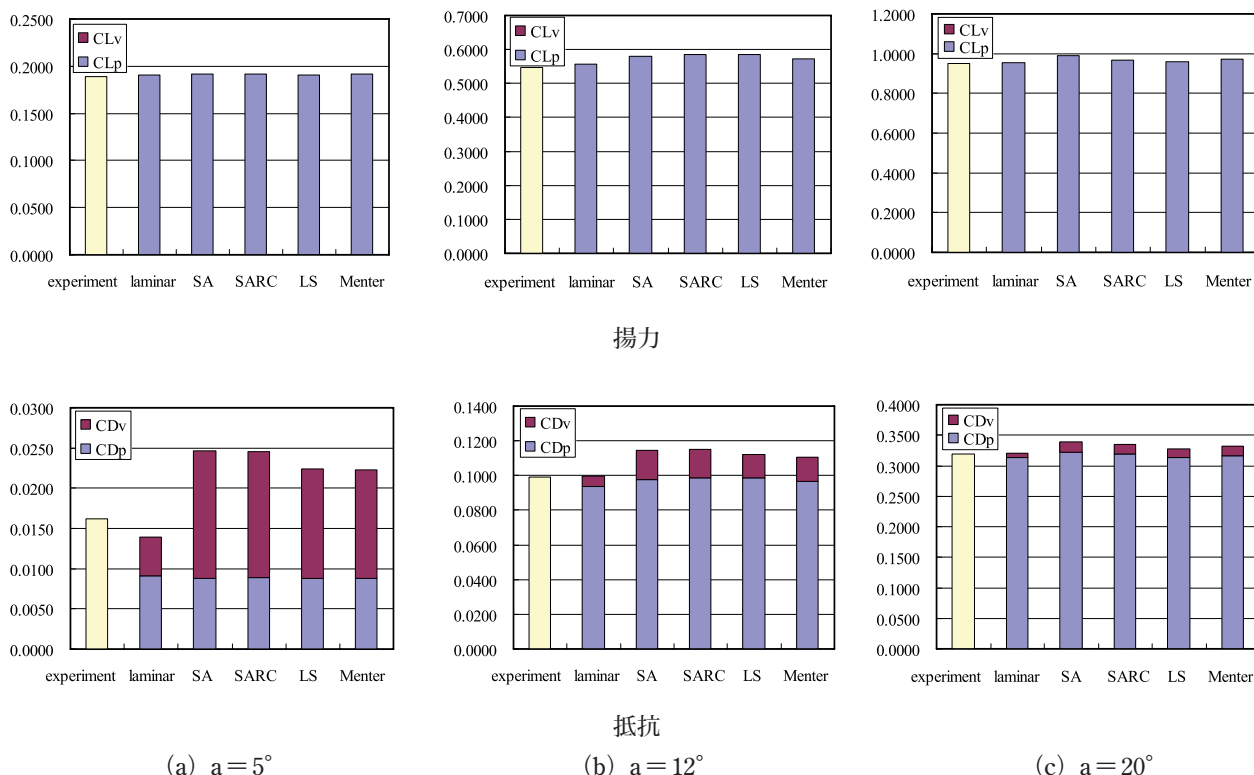 0.2500
0.2000
0.1500
0.1000
0.0500
0.0000
CLv
CLp
experiment laminar SA SARC LS Menter
0.7000
0.6000
0.5000
0.4000
0.3000
0.2000
0.1000
0.0000
CLv
CLp
experiment laminar SA SARC LS Menter
1.2000
1.0000
0.8000
0.6000
0.4000
0.2000
0.0000
CLv
CLp
experiment laminar SA SARC LS Menter
揚力
0.0300
0.0250
0.0200
0.0150
0.0100
0.0050
0.0000
CDv
CDp
experiment laminar SA SARC LS Menter
0.1400
0.1200
0.1000
0.0800
0.0600
0.0400
0.0200
0.0000
CDv
CDp
experiment laminar SA SARC LS Menter
0.4000
0.3500
0.3000
0.2500
0.2000
0.1500
0.1000
0.0500
0.0000
CDv
CDp
experiment laminar SA SARC LS Menter
抵抗
(a) a=5°
(b) a=12°
(c) a=20°